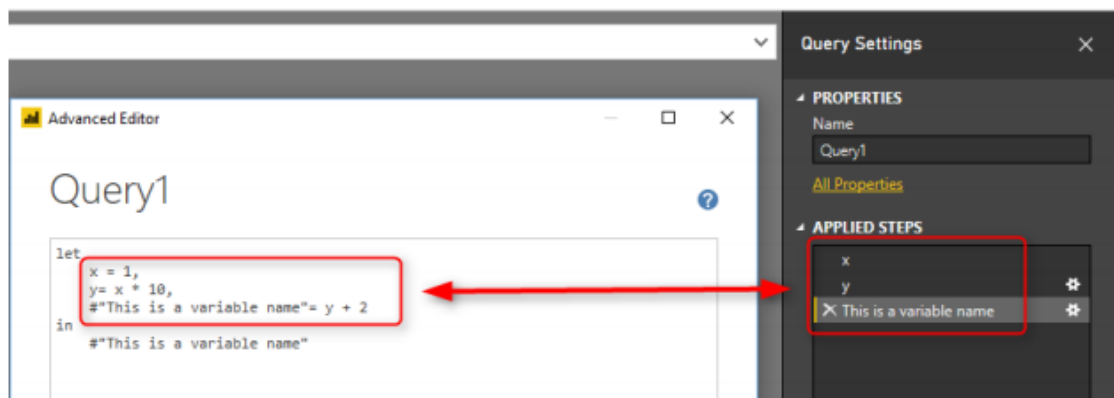 Query Settings
Advanced Editor
Query1
let
x = 1,
y= x * 10,
#"This is a variable name"= y + 2
in
#"This is a variable name"
PROPERTIES
Name
Query1
All Properties
APPLIED STEPS
x
y
This is a variable name